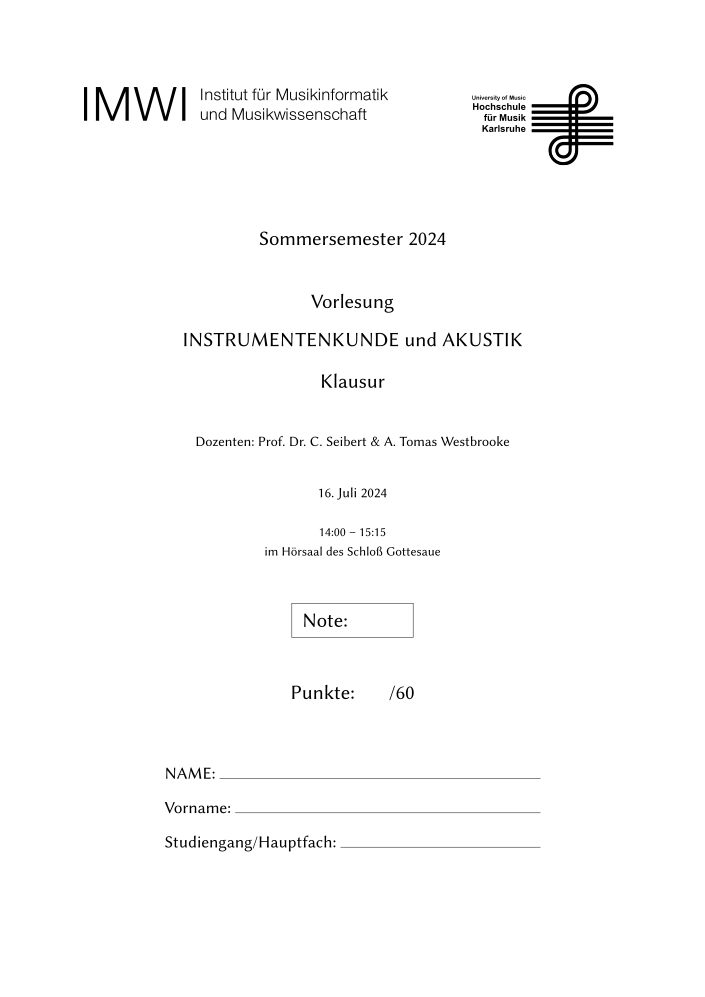 IMWI
Institut für Musikinformatik
und Musikwissenschaft
University of Music
Hochschule
für Musik
Karlsruhe
Sommersemester 2024
Vorlesung
INSTRUMENTENKUNDE und AKUSTIK
Klausur
Dozenten: Prof. Dr. C. Seibert & A. Tomas Westbrooke
16. Juli 2024
14:00 – 15:15
im Hörsaal des Schloß Gottesaue
Note:
Punkte: /60
NAME:
Vorname:
Studiengang/Hauptfach: